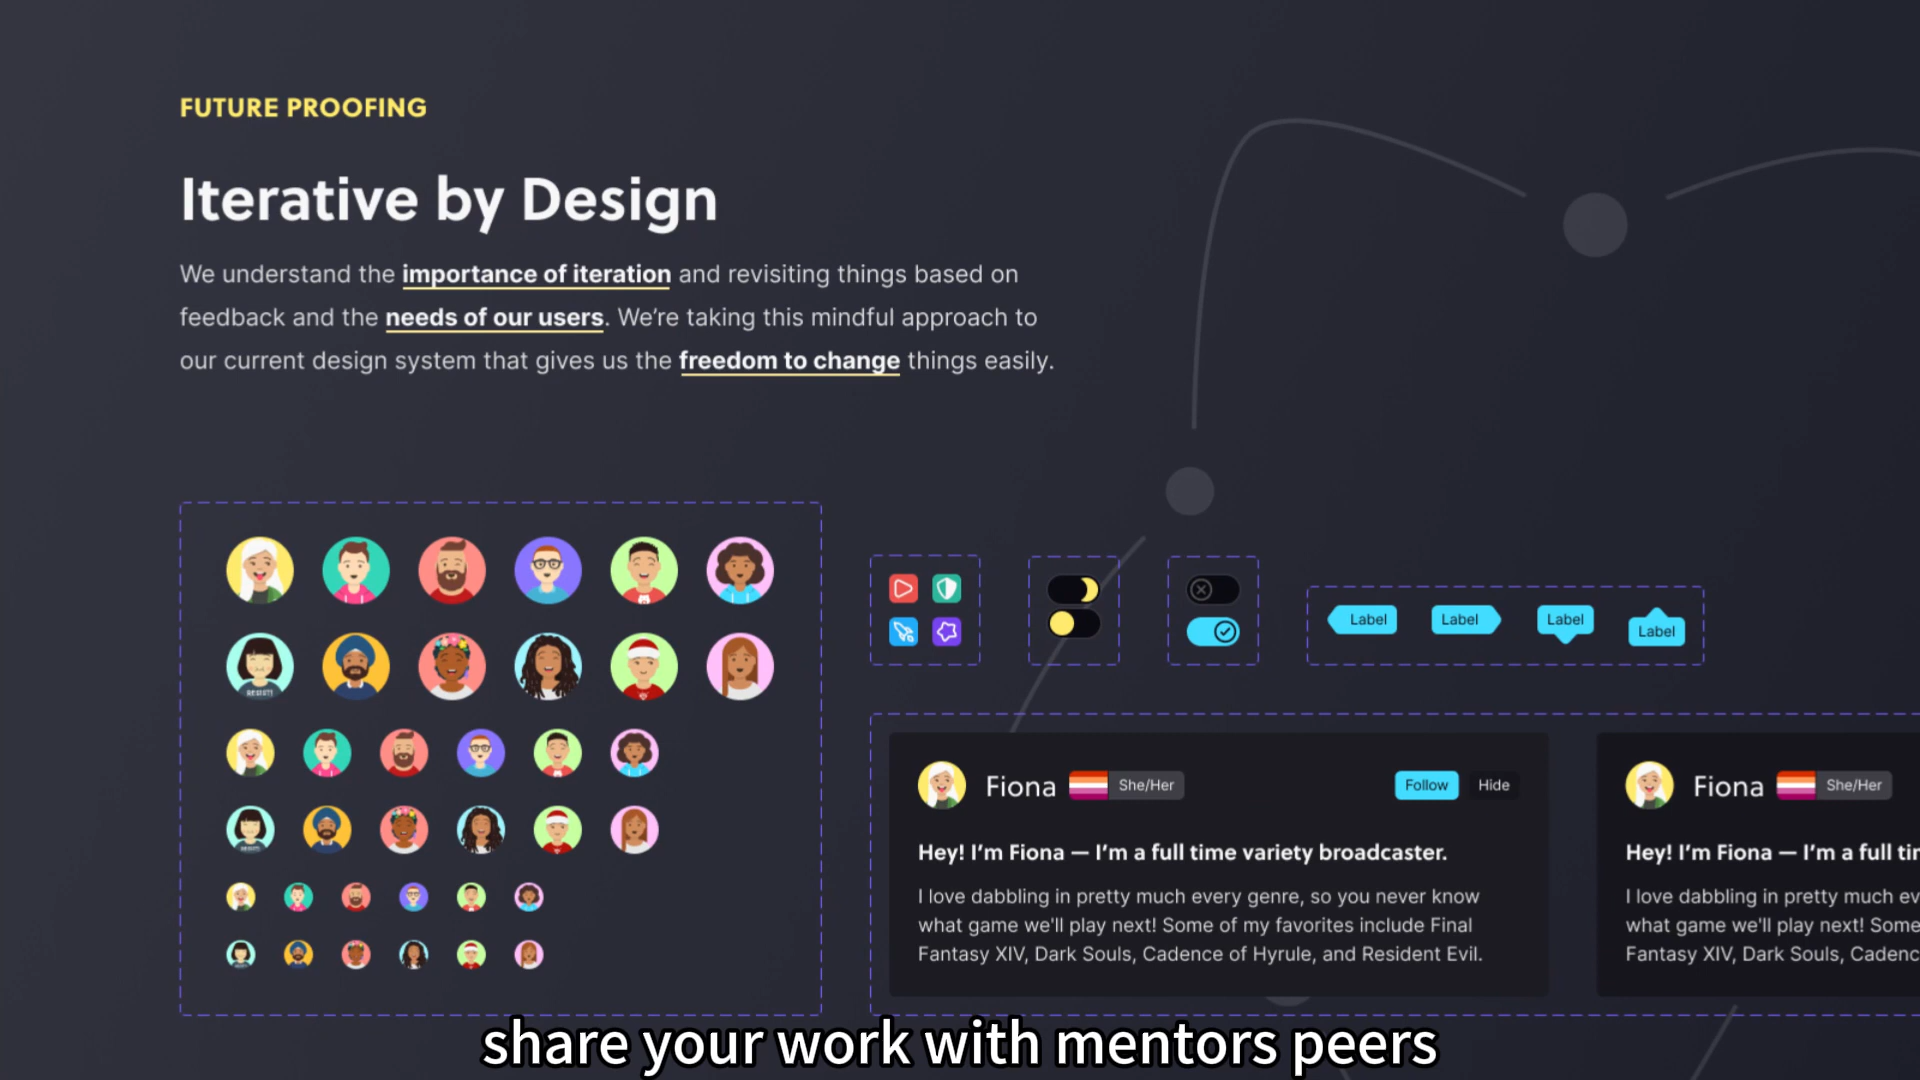 FUTURE PROOFING
Iterative by Design
We understand the importance of iteration and revisiting things based on
feedback and the needs of our users. We're taking this mindful approach to
our current design system that gives us the freedom to change things easily.
Label Label Label Label
Fiona She/Her Follow Hide
Hey! I'm Fiona — I'm a full time variety broadcaster.
I love dabbling in pretty much every genre, so you never know
what game we'll play next! Some of my favorites include Final
Fantasy XIV, Dark Souls, Cadence of Hyrule, and Resident Evil.
Fiona She/Her
Hey! I'm Fiona — I'm a full
I love dabbling in pretty much
what game we'll play next! Some
Fantasy XIV, Dark Souls,
share your work with mentors peers